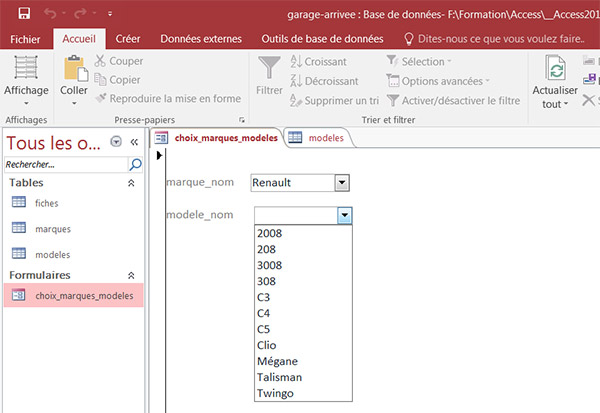 garage-arrivee : Base de données- F:\Formation\Access\__Access201
Fichier Accueil Créer Données externes Outils de base de données Dites-nous ce que vous voulez faire..
Affichage
Coller
Couper
Copier
Reproduire la mise en forme
Filtrer
Croissant
Décroissant
Supprimer un tri
Sélection
Options avancées
Activer/désactiver le filtre
Actualiser
tout
Affichages Presse-papiers Trier et filtrer
Tous les o...
Rechercher...
Tables
fiches
marques
modeles
Formulaires
choix_marques_modeles
choix_marques_modeles modeles
marque_nom Renault
modele_nom
2008
208
3008
308
C3
C4
C5
Clio
Mégane
Talisman
Twingo